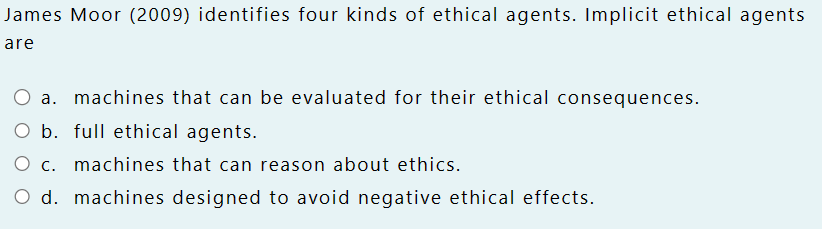 James Moor (2009) identifies four kinds of ethical agents. Implicit ethical agents
are
a. machines that can be evaluated for their ethical consequences.
b. full ethical agents.
c. machines that can reason about ethics.
d. machines designed to avoid negative ethical effects.